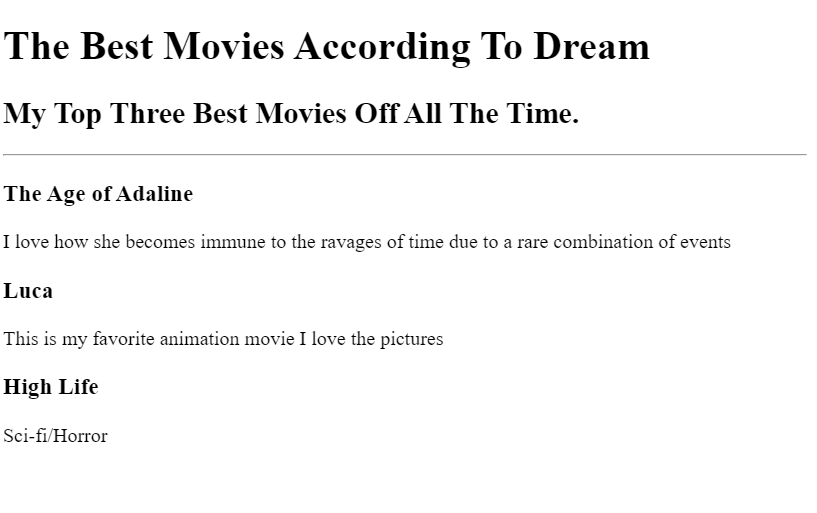 The Best Movies According To Dream
My Top Three Best Movies Off All The Time.
The Age of Adaline
I love how she becomes immune to the ravages of time due to a rare combination of events
Luca
This is my favorite animation movie I love the pictures
High Life
Sci-fi/Horror